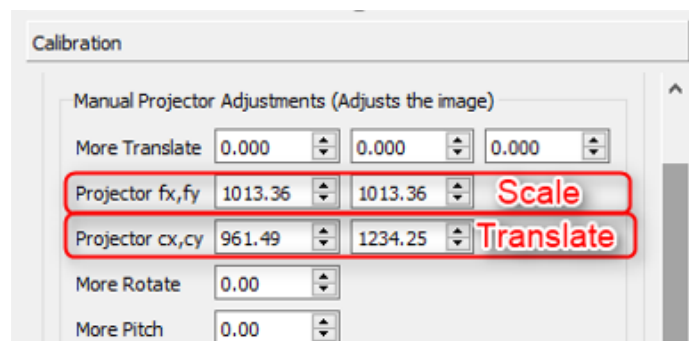 Calibration
Manual Projector Adjustments (Adjusts the image)
More Translate 0.000 0.000 0.000
Projector fx,fy 1013.36 1013.36 Scale
Projector cx,cy 961.49 1234.25 Translate
More Rotate 0.00
More Pitch 0.00